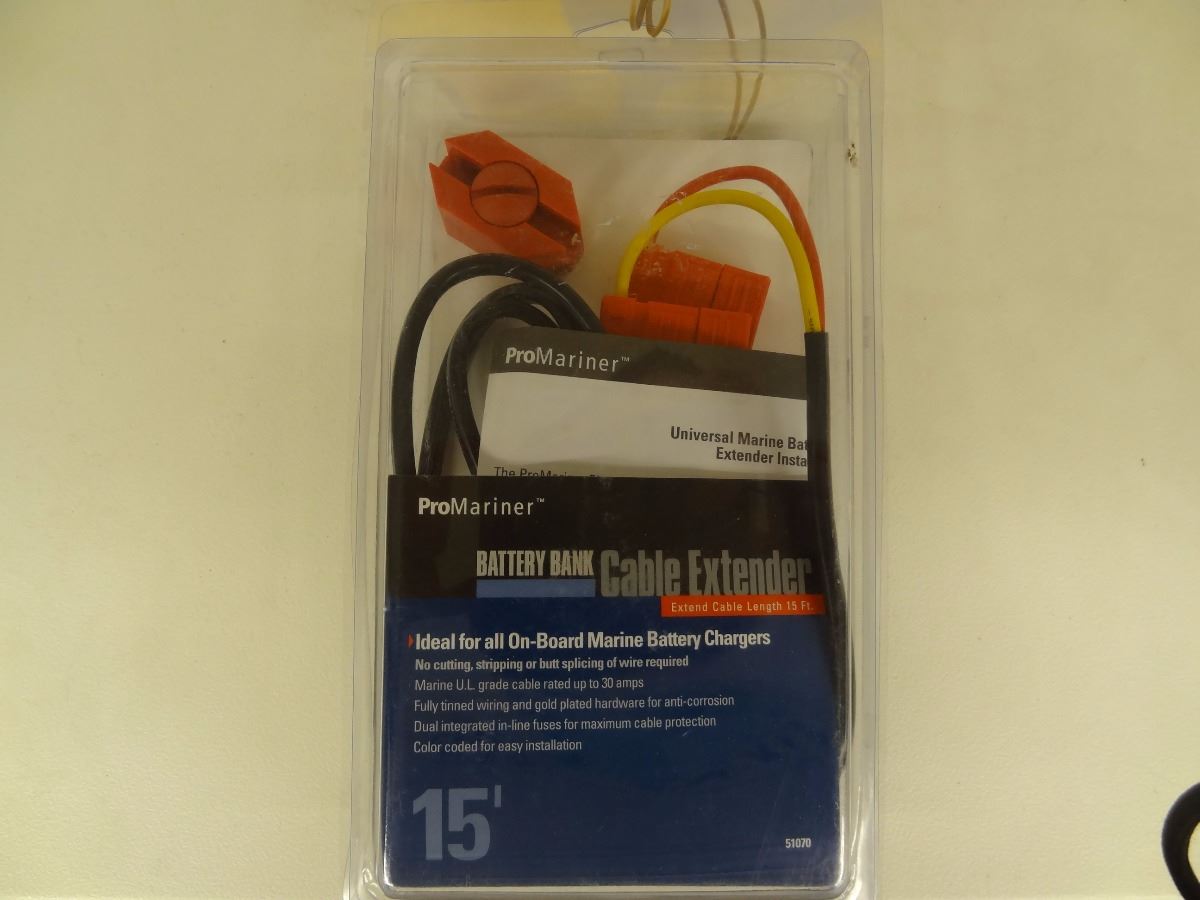 ProMariner™
Universal Marine Bat
Extender Insta
The ProMariner
ProMariner™
BATTERY BANK Cable Extender
Extend Cable Length 15 Ft.
Ideal for all On-Board Marine Battery Chargers
No cutting, stripping or butt splicing of wire required
Marine U.L. grade cable rated up to 30 amps
Fully tinned wiring and gold plated hardware for anti-corrosion
Dual integrated in-line fuses for maximum cable protection
Color coded for easy installation
15'
51070